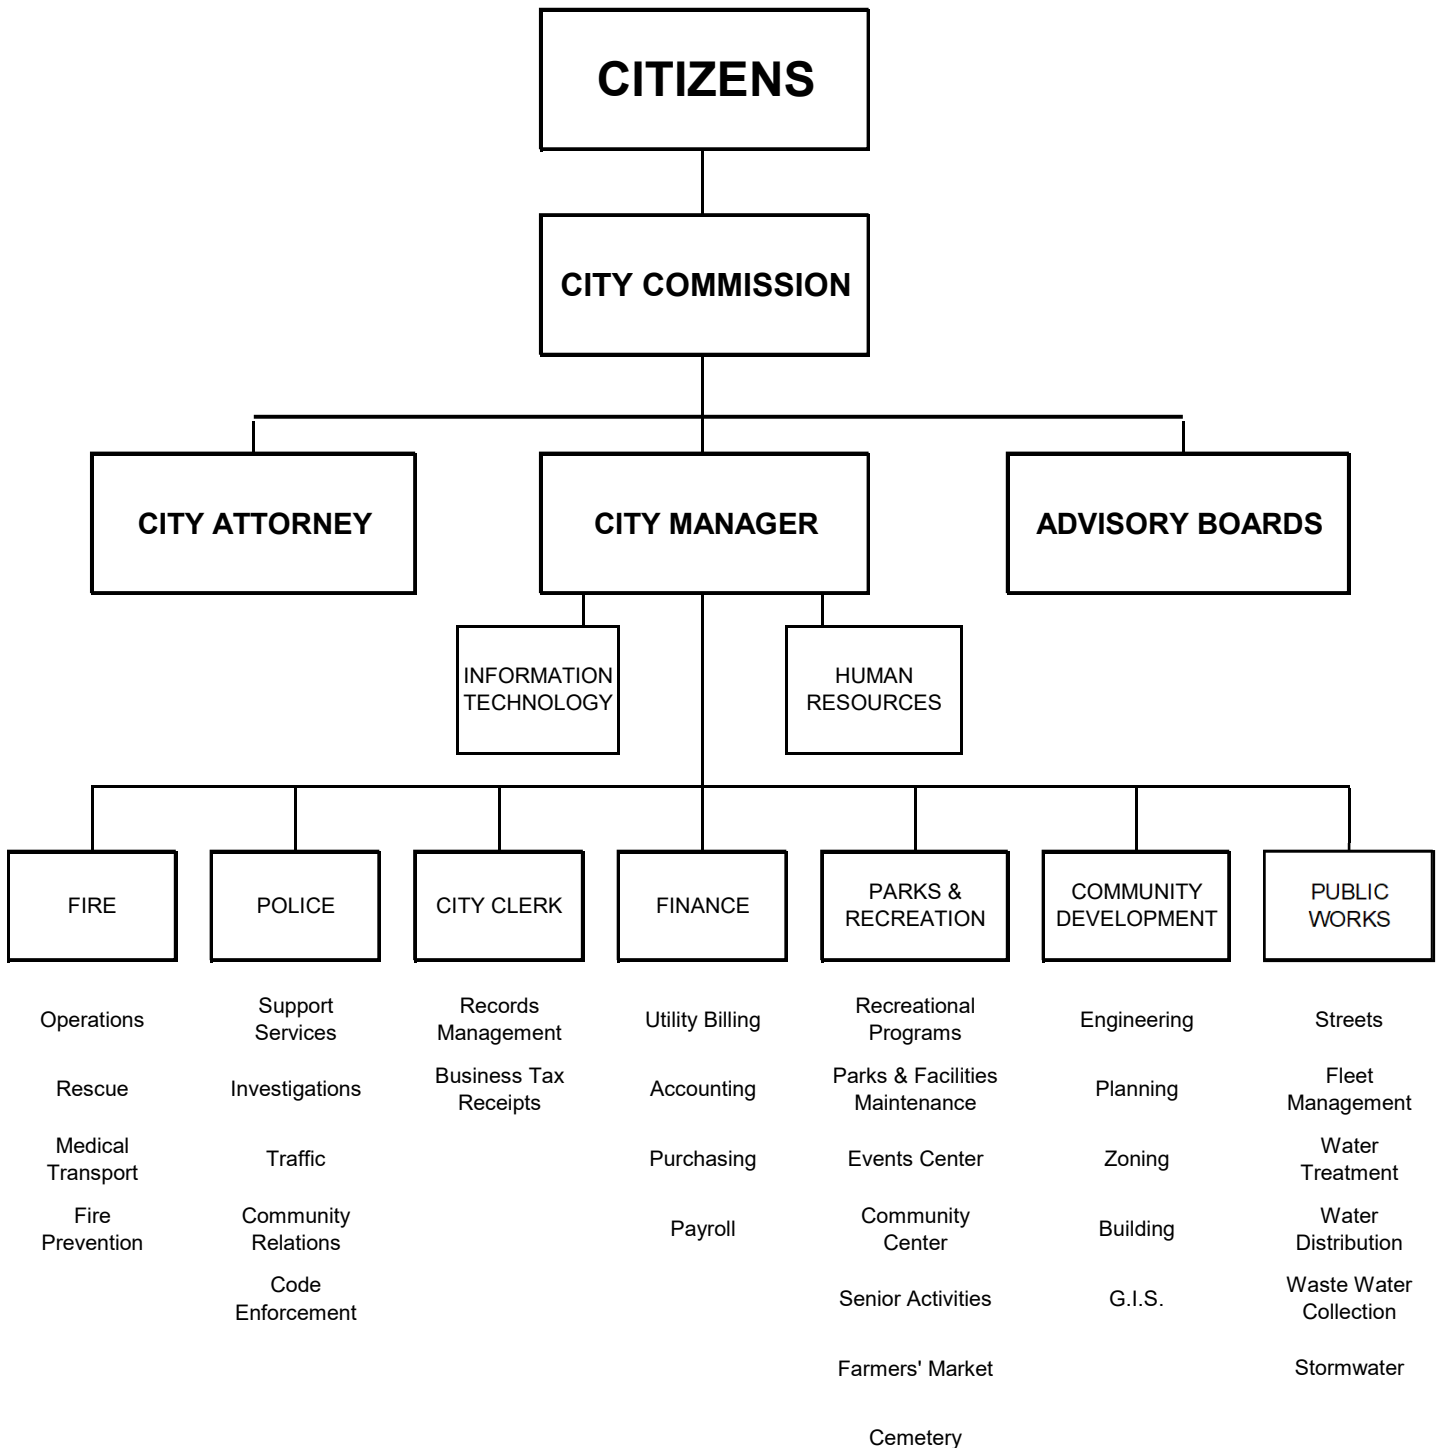 CITIZENS
CITY COMMISSION
CITY ATTORNEY
CITY MANAGER
ADVISORY BOARDS
INFORMATION
TECHNOLOGY
HUMAN
RESOURCES
FIRE
POLICE
CITY CLERK
FINANCE
PARKS &
RECREATION
COMMUNITY
DEVELOPMENT
PUBLIC
WORKS
Operations
Rescue
Medical
Transport
Fire
Prevention
Support
Services
Investigations
Traffic
Community
Relations
Code
Enforcement
Records
Management
Business Tax
Receipts
Utility Billing
Accounting
Purchasing
Payroll
Recreational
Programs
Parks & Facilities
Maintenance
Events Center
Community
Center
Senior Activities
Farmers' Market
Cemetery
Engineering
Planning
Zoning
Building
G.I.S.
Streets
Fleet
Management
Water
Treatment
Water
Distribution
Waste Water
Collection
Stormwater